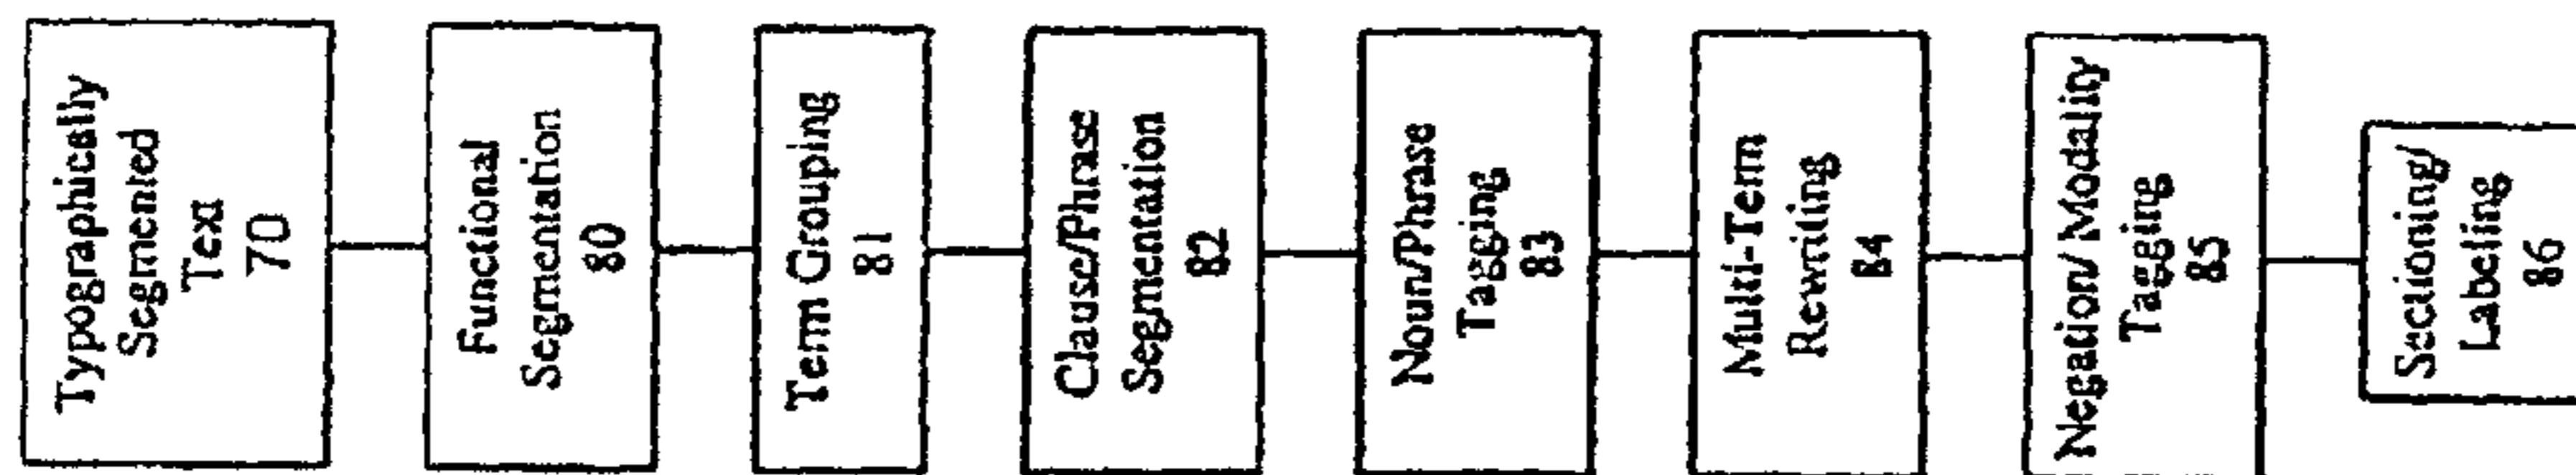 Typographically
Segmented
Text
70
Functional
Segmentation
80
Term Grouping
81
Clause/Phrase
Segmentation
82
Noun/Phrase
Tagging
83
Multi-Term
Rewriting
84
Negation/Modality
Tagging
85
Sectioning/
Labeling
86